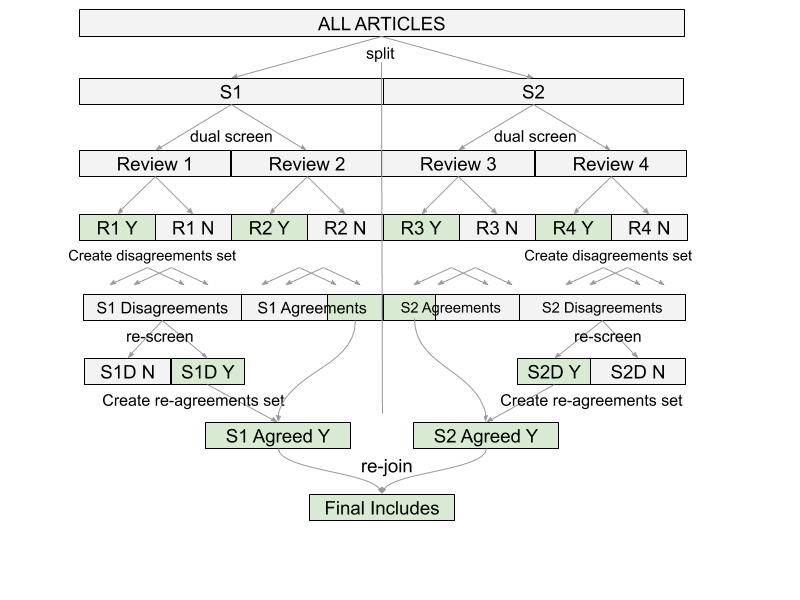 ALL ARTICLES
split
S1 S2
dual screen dual screen
Review 1 Review 2 Review 3 Review 4
R1 Y R1 N R2 Y R2 N R3 Y R3 N R4 Y R4 N
Create disagreements set Create disagreements set
S1 Disagreements S1 Agreements S2 Agreements S2 Disagreements
re-screen re-screen
S1D N S1D Y S2D Y S2D N
Create re-agreements set Create re-agreements set
S1 Agreed Y S2 Agreed Y
re-join
Final Includes